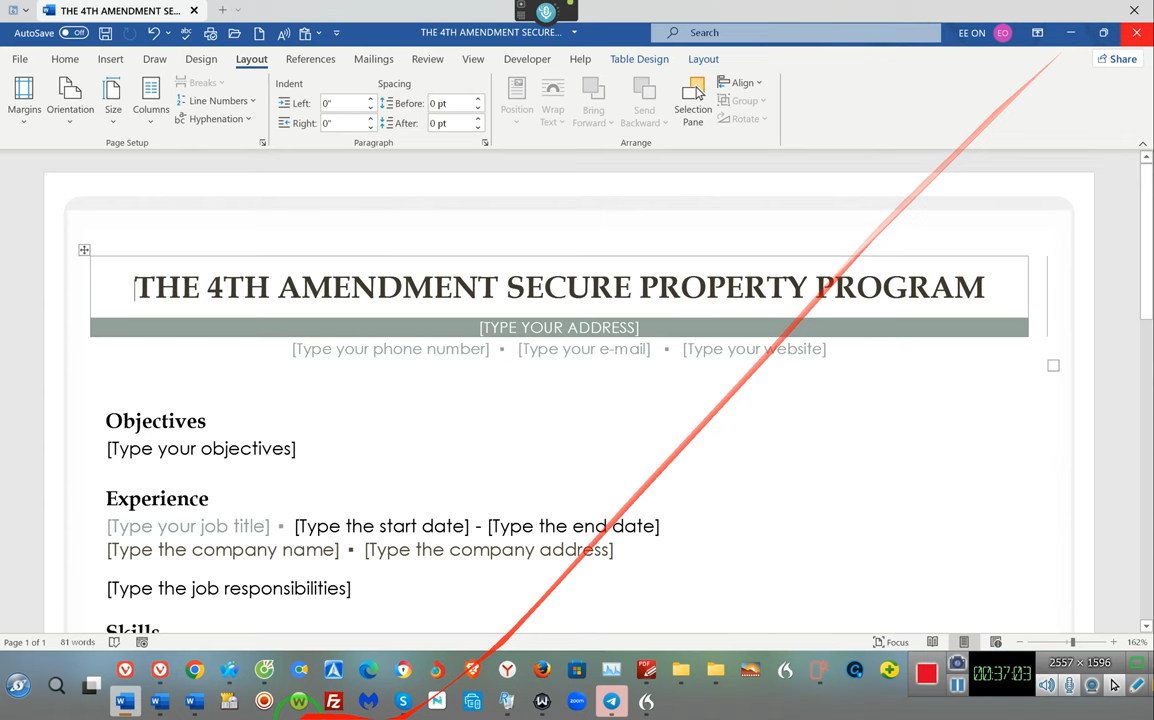 THE 4TH AMENDMENT SE...
AutoSave Off
THE 4TH AMENDMENT SECURE...
Search
EE ON
EO
File Home Insert Draw Design Layout References Mailings Review View Developer Help Table Design Layout
Share
Margins
Orientation
Size
Columns
Breaks
Line Numbers
Hyphenation
Page Setup
Indent
Left: 0"
Right: 0"
Spacing
Before: 0 pt
After: 0 pt
Paragraph
Position
Wrap Text
Bring Forward
Send Backward
Selection Pane
Align
Group
Rotate
Arrange
THE 4TH AMENDMENT SECURE PROPERTY PROGRAM
[TYPE YOUR ADDRESS]
[Type your phone number] ▪ [Type your e-mail] ▪ [Type your website]
Objectives
[Type your objectives]
Experience
[Type your job title] ▪ [Type the start date] - [Type the end date]
[Type the company name] ▪ [Type the company address]
[Type the job responsibilities]
Skills
Page 1 of 1
81 words
Focus
162%
00:37:03
2557 × 1596